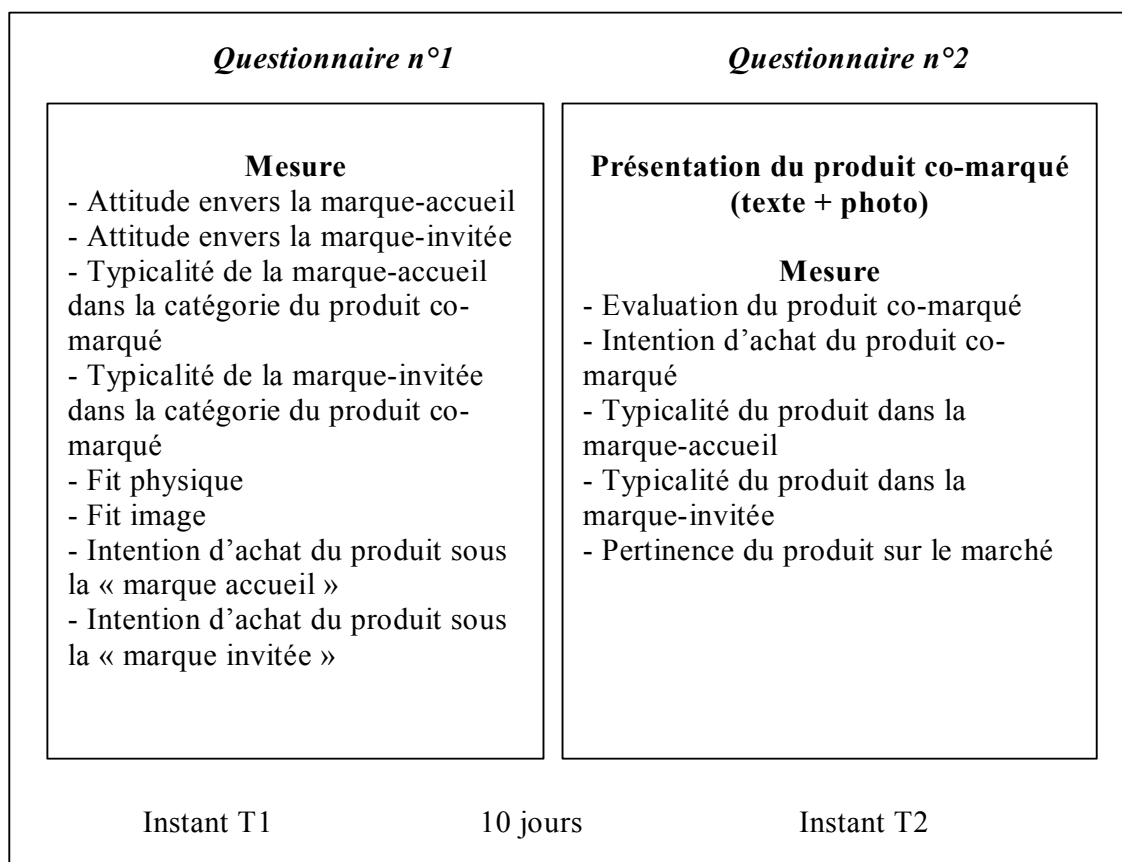 Questionnaire n°1
Mesure
- Attitude envers la marque-accueil
- Attitude envers la marque-invitée
- Typicalité de la marque-accueil
dans la catégorie du produit co-
marqué
- Typicalité de la marque-invitée
dans la catégorie du produit co-
marqué
- Fit physique
- Fit image
- Intention d’achat du produit sous
la « marque accueil »
- Intention d’achat du produit sous
la « marque invitée »
Questionnaire n°2
Présentation du produit co-marqué
(texte + photo)
Mesure
- Evaluation du produit co-marqué
- Intention d’achat du produit co-
marqué
- Typicalité du produit dans la
marque-accueil
- Typicalité du produit dans la
marque-invitée
- Pertinence du produit sur le marché
Instant T1
10 jours
Instant T2